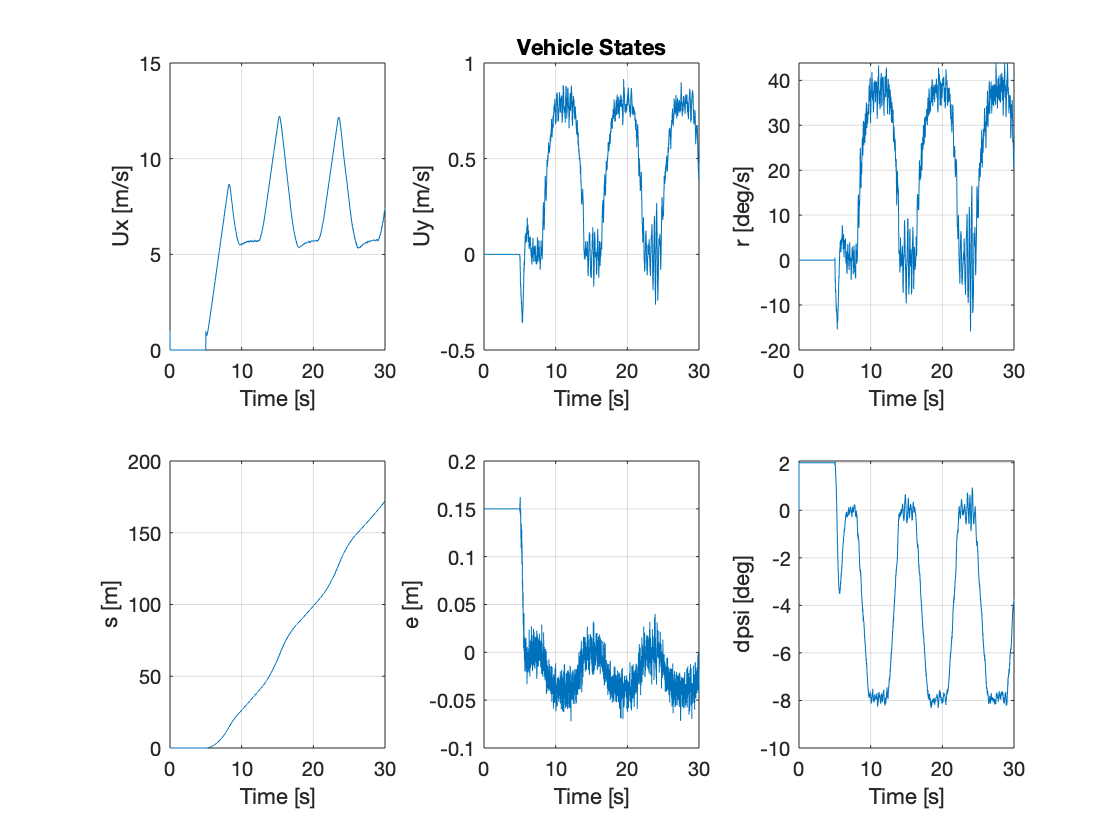 Vehicle States
15
10
5
0
Ux [m/s]
0 10 20 30
Time [s]
1
0.5
0
-0.5
Uy [m/s]
0 10 20 30
Time [s]
40
30
20
10
0
-10
-20
r [deg/s]
0 10 20 30
Time [s]
200
150
100
50
0
s [m]
0 10 20 30
Time [s]
0.2
0.15
0.1
0.05
0
-0.05
-0.1
e [m]
0 10 20 30
Time [s]
2
0
-2
-4
-6
-8
-10
dpsi [deg]
0 10 20 30
Time [s]